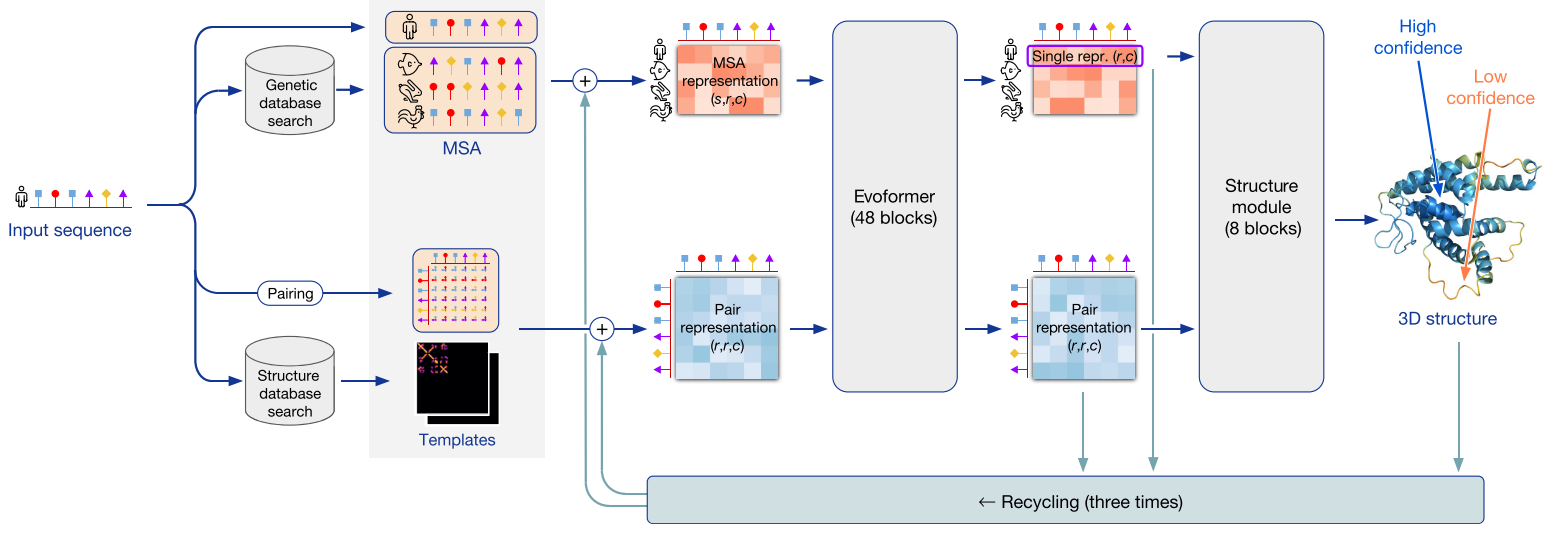 Input sequence
Genetic
database
search
Pairing
Structure
database
search
MSA
Templates
MSA
representation
(s,r,c)
Pair
representation
(r,r,c)
Evoformer
(48 blocks)
Single repr. (r,c)
Pair
representation
(r,r,c)
Structure
module
(8 blocks)
High
confidence
Low
confidence
3D structure
← Recycling (three times)